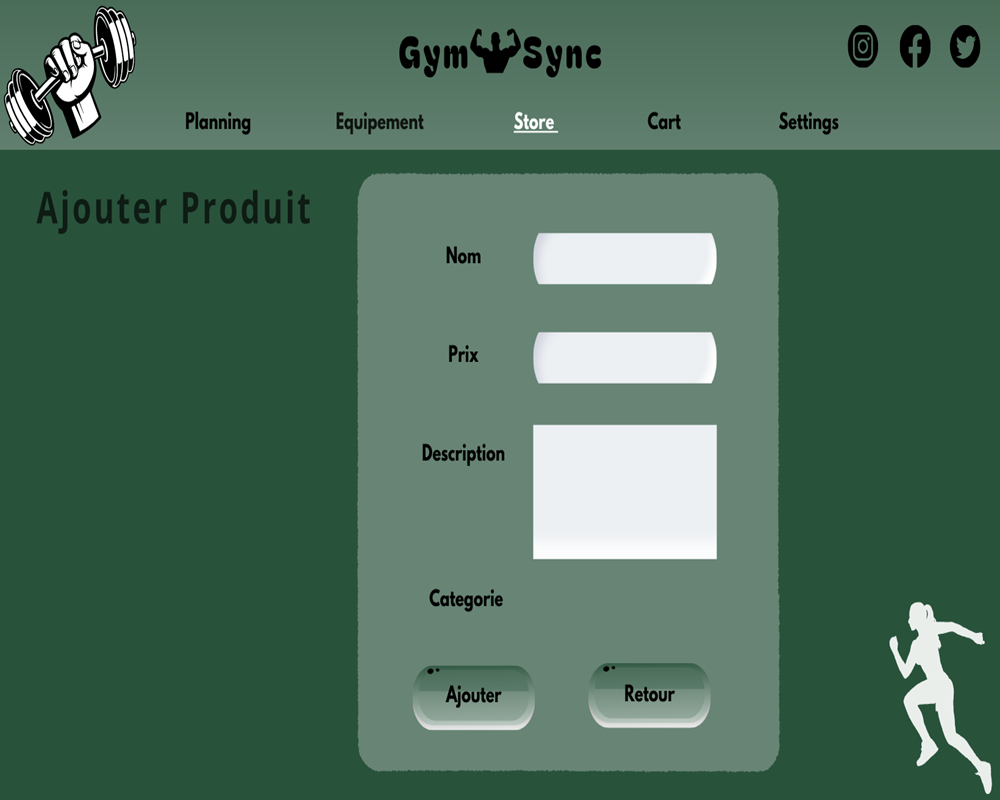 Gym Sync
Planning Equipement Store Cart Settings
Ajouter Produit
Nom
Prix
Description
Categorie
Ajouter Retour